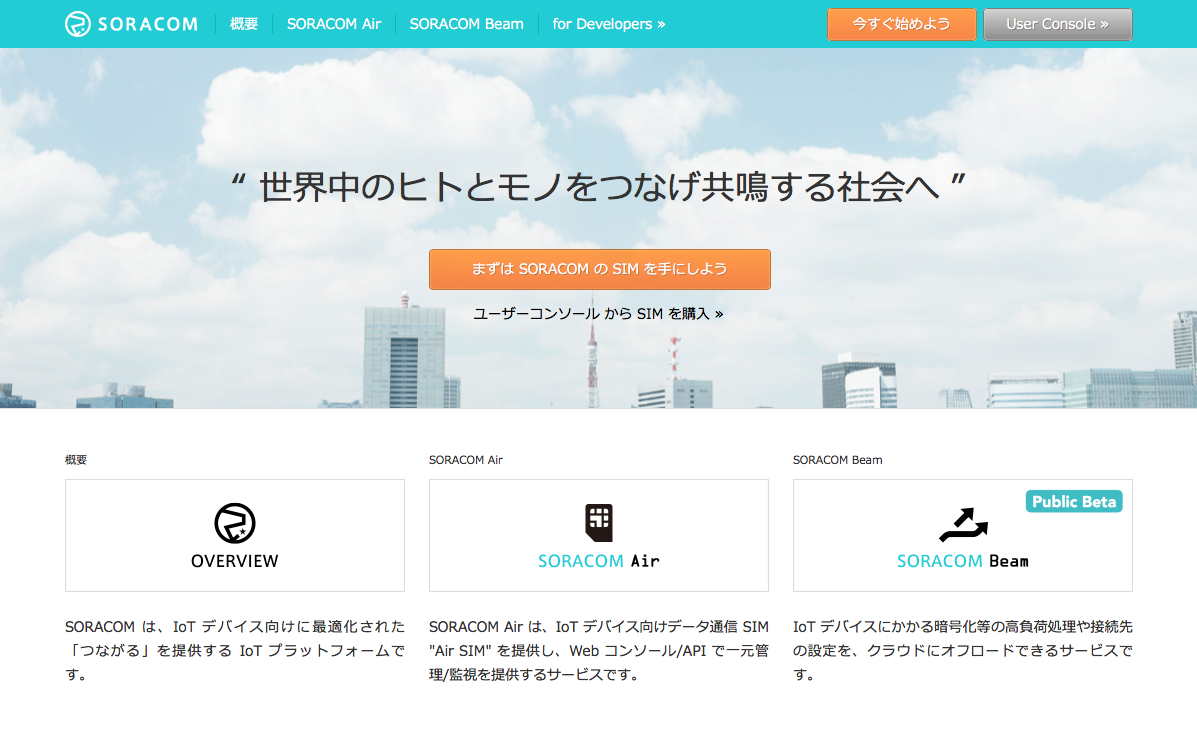 SORACOM 概要 SORACOM Air SORACOM Beam for Developers » 今すぐ始めよう User Console »
“ 世界中のヒトとモノをつなげ共鳴する社会へ ”
まずは SORACOM の SIM を手にしよう
ユーザーコンソール から SIM を購入 »
概要
OVERVIEW
SORACOM は、IoT デバイス向けに最適化された
「つながる」を提供する IoT プラットフォームで
す。
SORACOM Air
SORACOM Air
SORACOM Air は、IoT デバイス向けデータ通信 SIM
"Air SIM" を提供し、Web コンソール/API で一元管
理/監視を提供するサービスです。
SORACOM Beam
Public Beta
SORACOM Beam
IoT デバイスにかかる暗号化等の高負荷処理や接続先
の設定を、クラウドにオフロードできるサービスで
す。